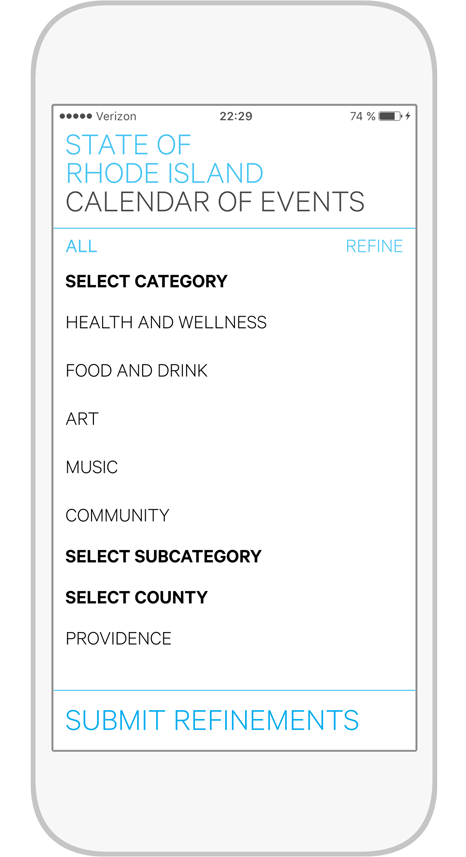 Verizon 22:29 74 %
STATE OF
RHODE ISLAND
CALENDAR OF EVENTS
ALL REFINE
SELECT CATEGORY
HEALTH AND WELLNESS
FOOD AND DRINK
ART
MUSIC
COMMUNITY
SELECT SUBCATEGORY
SELECT COUNTY
PROVIDENCE
SUBMIT REFINEMENTS